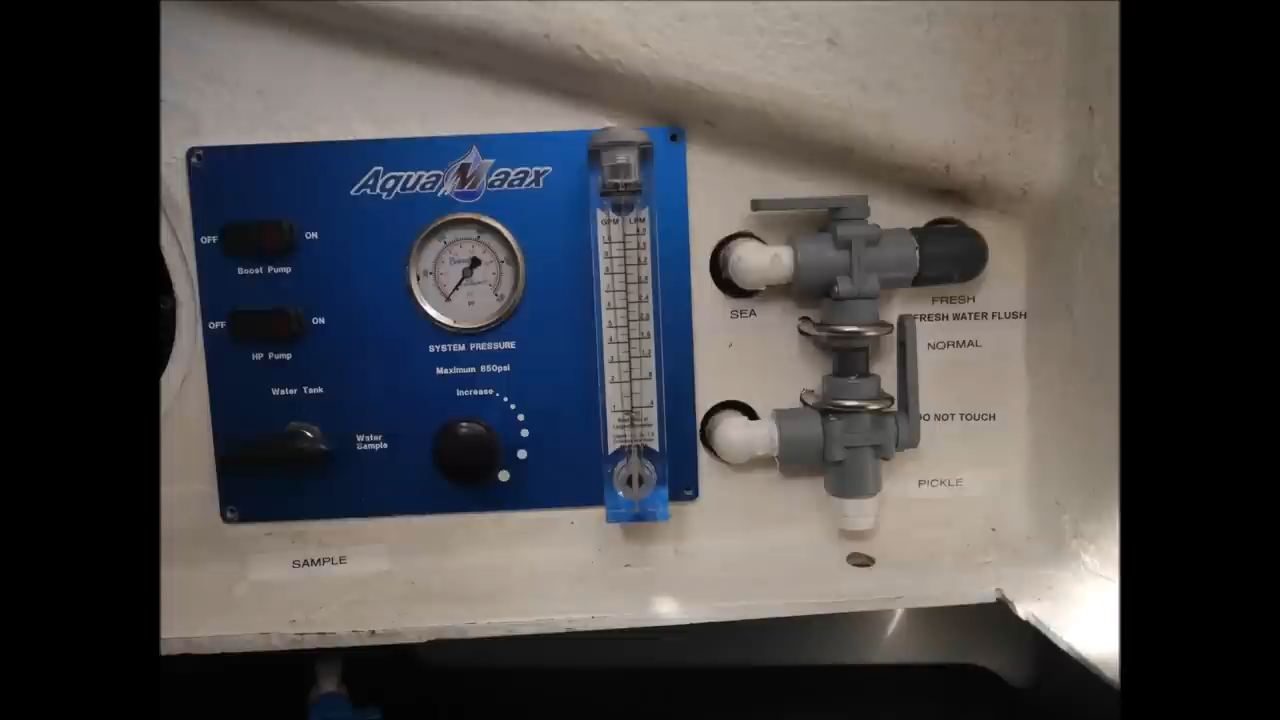 AquaMaax
OFF
ON
Boost Pump
OFF
ON
HP Pump
SYSTEM PRESSURE
Maximum 850psi
Increase
Water Tank
Water
Sample
GPM LPM
SAMPLE
SEA
FRESH
FRESH WATER FLUSH
NORMAL
DO NOT TOUCH
PICKLE